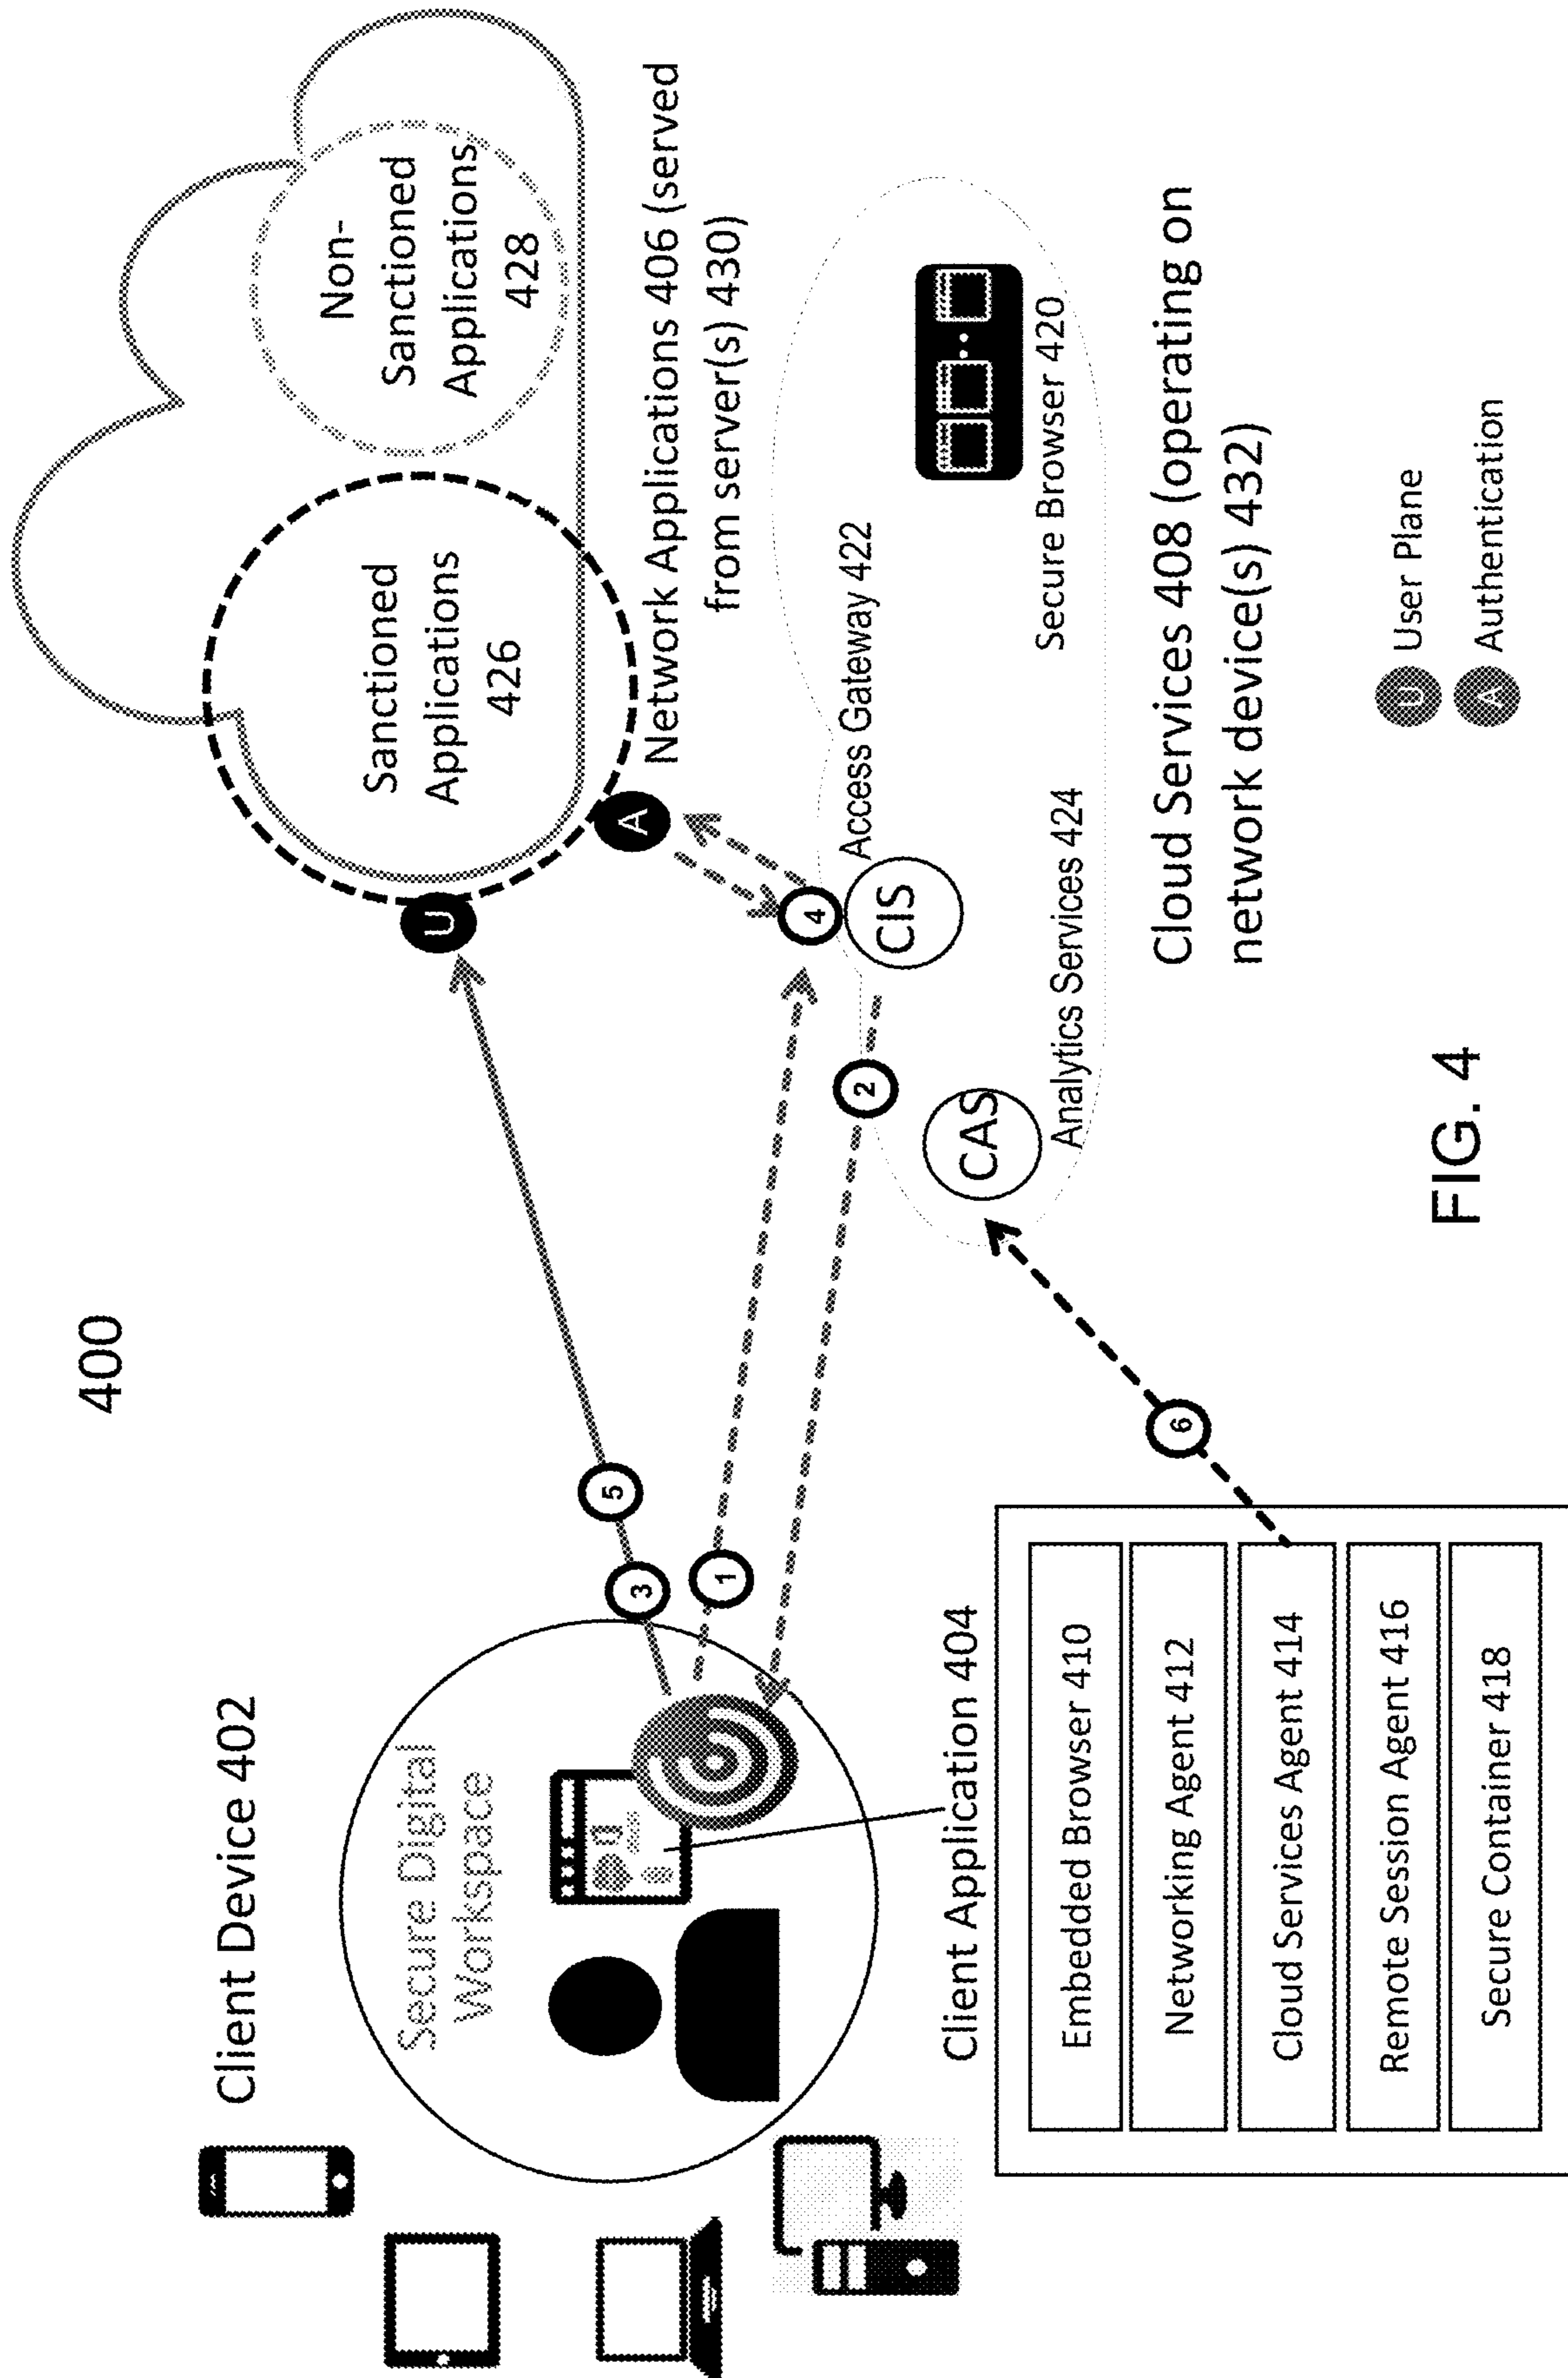 400
Client Device 402
Secure Digital
Workspace
Client Application 404
Embedded Browser 410
Networking Agent 412
Cloud Services Agent 414
Remote Session Agent 416
Secure Container 418
3
5
1
2
4
6
U
A
Sanctioned
Applications
426
Non-
Sanctioned
Applications
428
Network Applications 406 (served
from server(s) 430)
Access Gateway 422
CIS
CAS
Analytics Services 424
Secure Browser 420
Cloud Services 408 (operating on
network device(s) 432)
U User Plane
A Authentication
FIG. 4